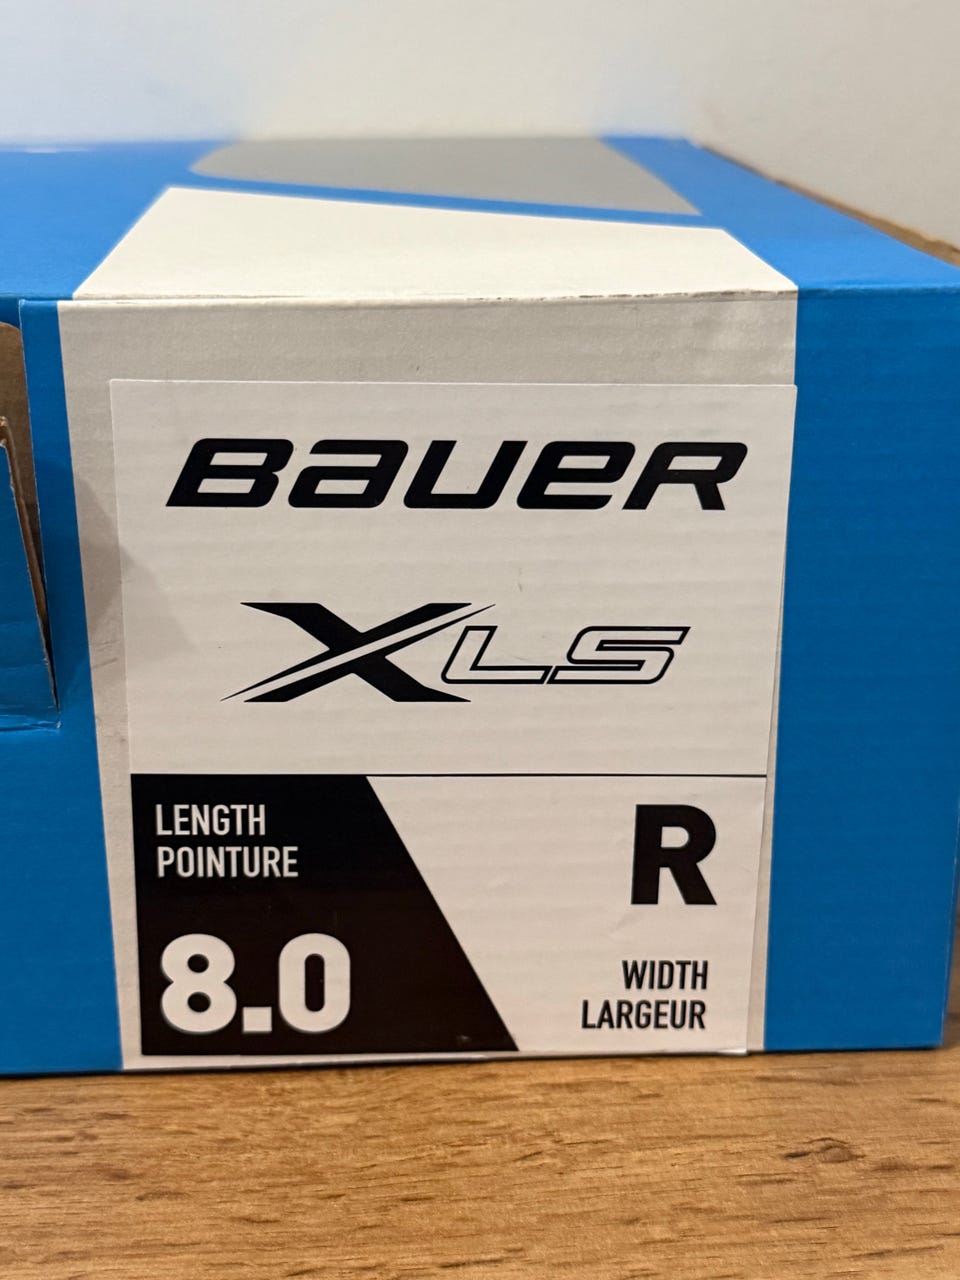 BAUER
XLS
LENGTH
POINTURE
8.0
R
WIDTH
LARGEUR